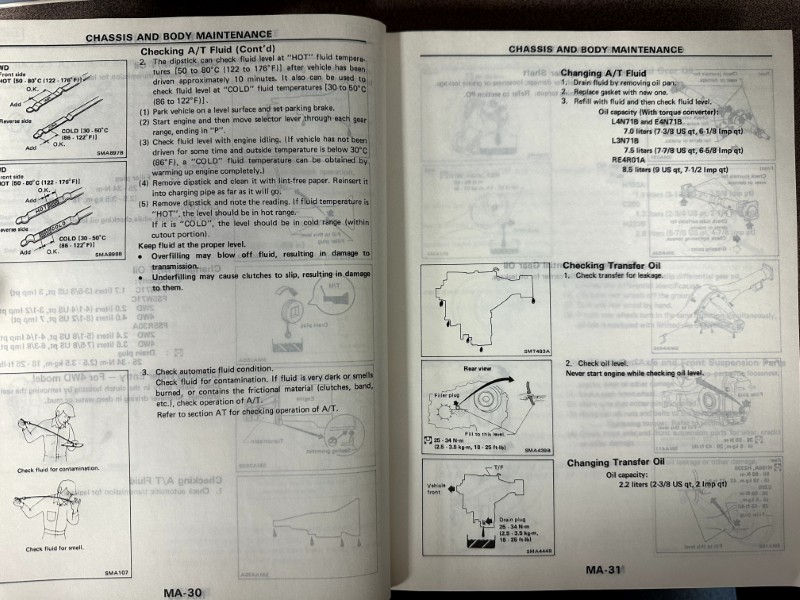 CHASSIS AND BODY MAINTENANCE
Checking A/T Fluid (Cont'd)
2. The dipstick can check fluid level at "HOT" fluid tempera-
tures [50 to 80°C (122 to 176°F)] after vehicle has been
driven approximately 10 minutes. It also can be used to
check fluid level at "COLD" fluid temperatures [30 to 50°C
(86 to 122°F)].
(1) Park vehicle on a level surface and set parking brake.
(2) Start engine and then move selector lever through each gear
range, ending in "P".
(3) Check fluid level with engine idling. (If vehicle has not been
driven for some time and outside temperature is below 30°C
(86°F), a "COLD" fluid temperature can be obtained by
warming up engine completely.)
(4) Remove dipstick and clean it with lint-free paper. Reinsert it
into charging pipe as far as it will go.
(5) Remove dipstick and note the reading. If fluid temperature is
"HOT", the level should be in hot range.
If it is "COLD", the level should be in cold range (within
cutout portion).
Keep fluid at the proper level.
• Overfilling may blow off fluid, resulting in damage to
transmission.
• Underfilling may cause clutches to slip, resulting in damage
to them.
3. Check automatic fluid condition.
Check fluid for contamination. If fluid is very dark or smells
burned, or contains the frictional material (clutches, band,
etc.), check operation of A/T.
Refer to section AT for checking operation of A/T.
WD
Front side
HOT [50 - 80°C (122 - 176°F)]
O.K.
Add
Reverse side
COLD [30 - 50°C
(86 - 122°F)]
Add
O.K.
HOT [50 - 80°C (122 - 176°F)]
O.K.
Add
HOT
COLD
COLD [30 - 50°C
(86 - 122°F)]
Add
O.K.
Check fluid for contamination.
Check fluid for smell.
SMA107
MA-30
CHASSIS AND BODY MAINTENANCE
Changing A/T Fluid
1. Drain fluid by removing oil pan.
2. Replace gasket with new one.
3. Refill with fluid and then check fluid level.
Oil capacity (With torque converter):
L4N71B and E4N71B
7.0 liters (7-3/8 US qt, 6-1/8 Imp qt)
L3N71B
7.5 liters (7-7/8 US qt, 6-5/8 Imp qt)
RE4R01A
8.5 liters (9 US qt, 7-1/2 Imp qt)
Checking Transfer Oil
1. Check transfer for leakage.
SMT483A
2. Check oil level.
Never start engine while checking oil level.
Rear view
Filler plug
Fill to this level.
25 - 34 N·m
(2.5 - 3.5 kg-m, 18 - 25 ft-lb)
SMA439B
Changing Transfer Oil
Oil capacity:
2.2 liters (2-3/8 US qt, 2 Imp qt)
T/F
Vehicle
front
Drain plug
25 - 34 N·m
(2.5 - 3.5 kg-m,
18 - 25 ft-lb)
SMA444B
MA-31